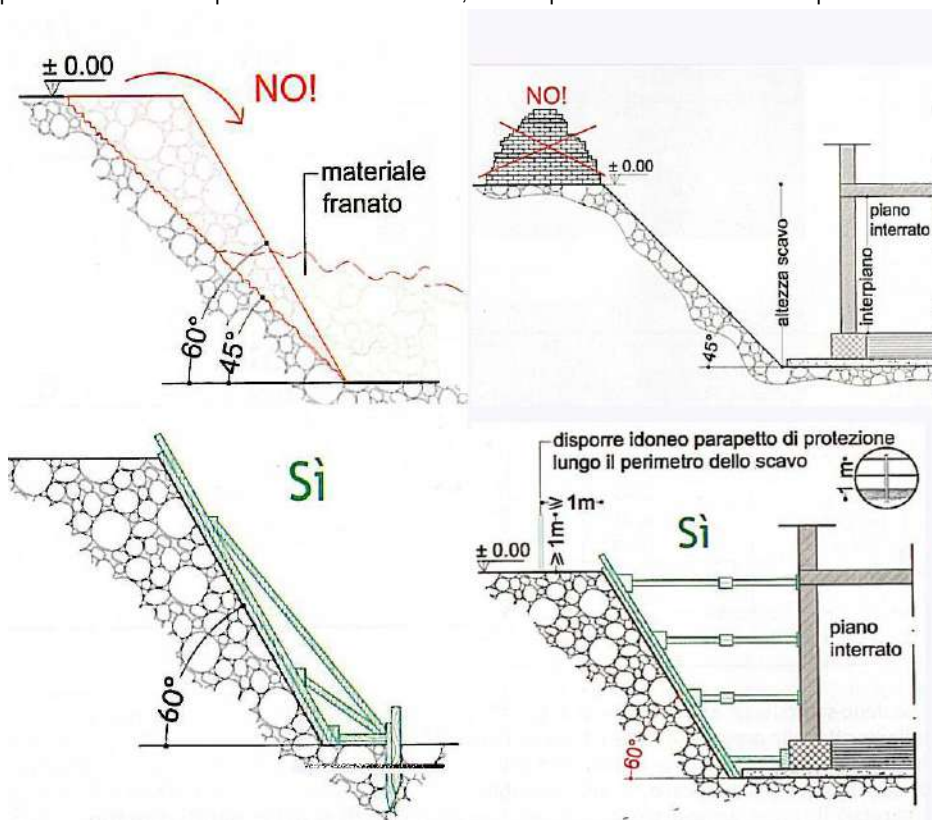 ± 0.00
NO!
materiale
franato
60°
45°
NO!
± 0.00
altezza scavo
piano
interrato
interpiano
45°
Sì
60°
disporre idoneo parapetto di protezione
lungo il perimetro dello scavo
1 m
⩾ 1m
⩾ 1m
Sì
± 0.00
piano
interrato
60°